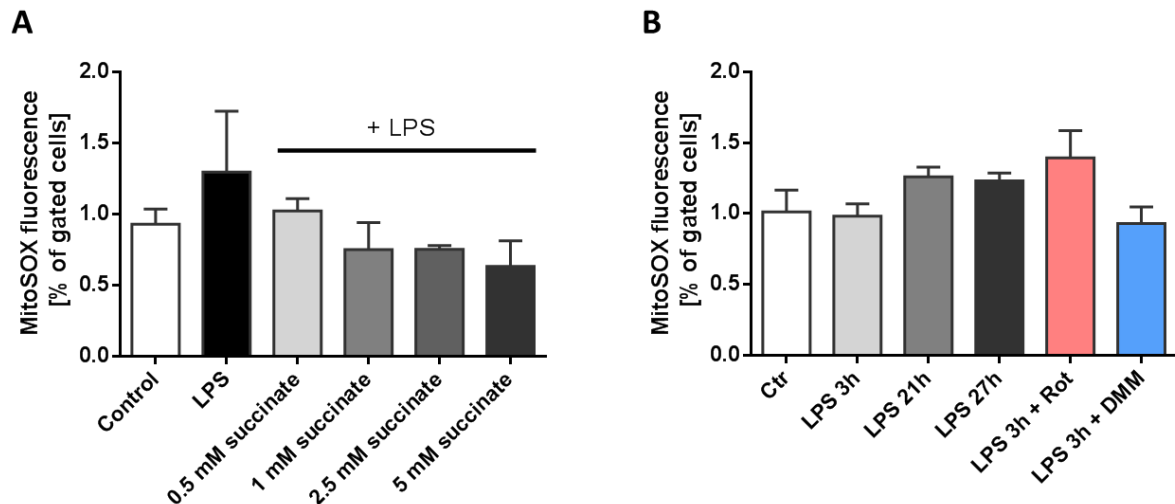 A
MitoSOX fluorescence
[% of gated cells]
2.0
1.5
1.0
0.5
0.0
+ LPS
Control
LPS
0.5 mM succinate
1 mM succinate
2.5 mM succinate
5 mM succinate
B
MitoSOX fluorescence
[% of gated cells]
2.0
1.5
1.0
0.5
0.0
Ctr
LPS 3h
LPS 21h
LPS 27h
LPS 3h + Rot
LPS 3h + DMM